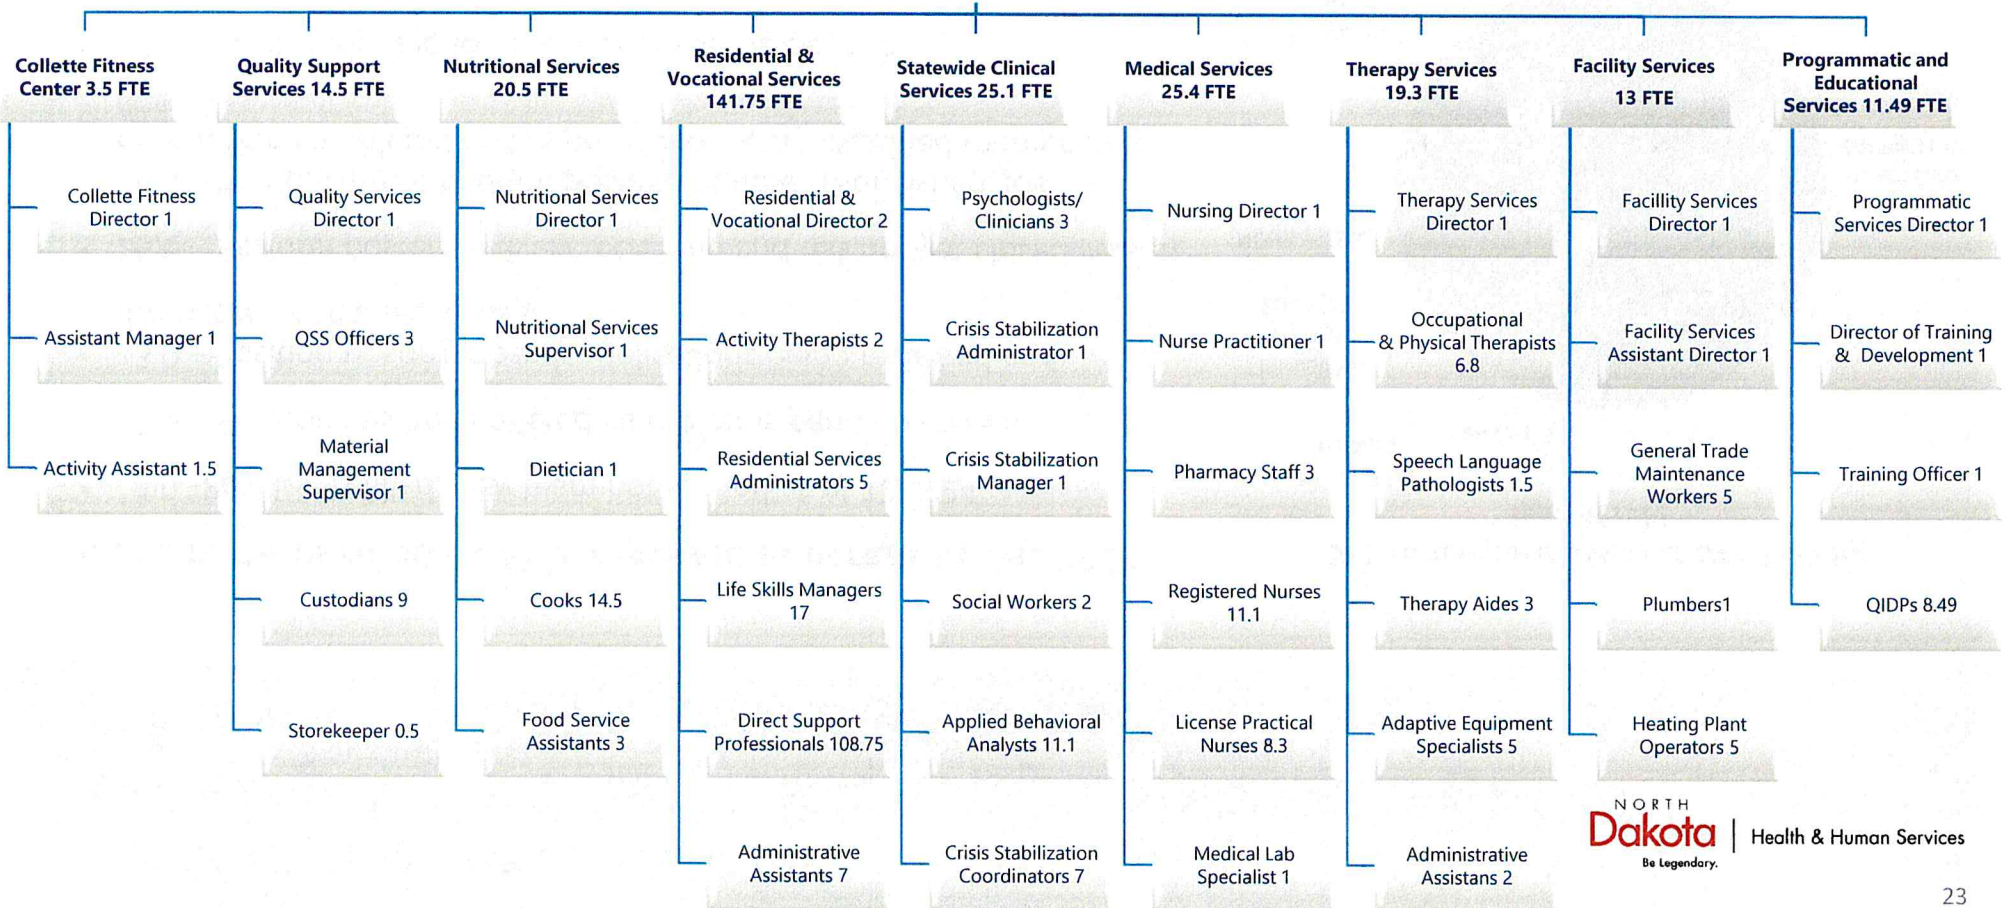 Collette Fitness
Center 3.5 FTE
Collette Fitness
Director 1
Assistant Manager 1
Activity Assistant 1.5
Quality Support
Services 14.5 FTE
Quality Services
Director 1
QSS Officers 3
Material
Management
Supervisor 1
Custodians 9
Storekeeper 0.5
Nutritional Services
20.5 FTE
Nutritional Services
Director 1
Nutritional Services
Supervisor 1
Dietician 1
Cooks 14.5
Food Service
Assistants 3
Residential &
Vocational Services
141.75 FTE
Residential &
Vocational Director 2
Activity Therapists 2
Residential Services
Administrators 5
Life Skills Managers
17
Direct Support
Professionals 108.75
Administrative
Assistants 7
Statewide Clinical
Services 25.1 FTE
Psychologists/
Clinicians 3
Crisis Stabilization
Administrator 1
Crisis Stabilization
Manager 1
Social Workers 2
Applied Behavioral
Analysts 11.1
Crisis Stabilization
Coordinators 7
Medical Services
25.4 FTE
Nursing Director 1
Nurse Practitioner 1
Pharmacy Staff 3
Registered Nurses
11.1
License Practical
Nurses 8.3
Medical Lab
Specialist 1
Therapy Services
19.3 FTE
Therapy Services
Director 1
Occupational
& Physical Therapists
6.8
Speech Language
Pathologists 1.5
Therapy Aides 3
Adaptive Equipment
Specialists 5
Administrative
Assistans 2
Facility Services
13 FTE
Facillity Services
Director 1
Facility Services
Assistant Director 1
General Trade
Maintenance
Workers 5
Plumbers1
Heating Plant
Operators 5
Programmatic and
Educational
Services 11.49 FTE
Programmatic
Services Director 1
Director of Training
& Development 1
Training Officer 1
QIDPs 8.49
NORTH
Dakota | Health & Human Services
Be Legendary.
23